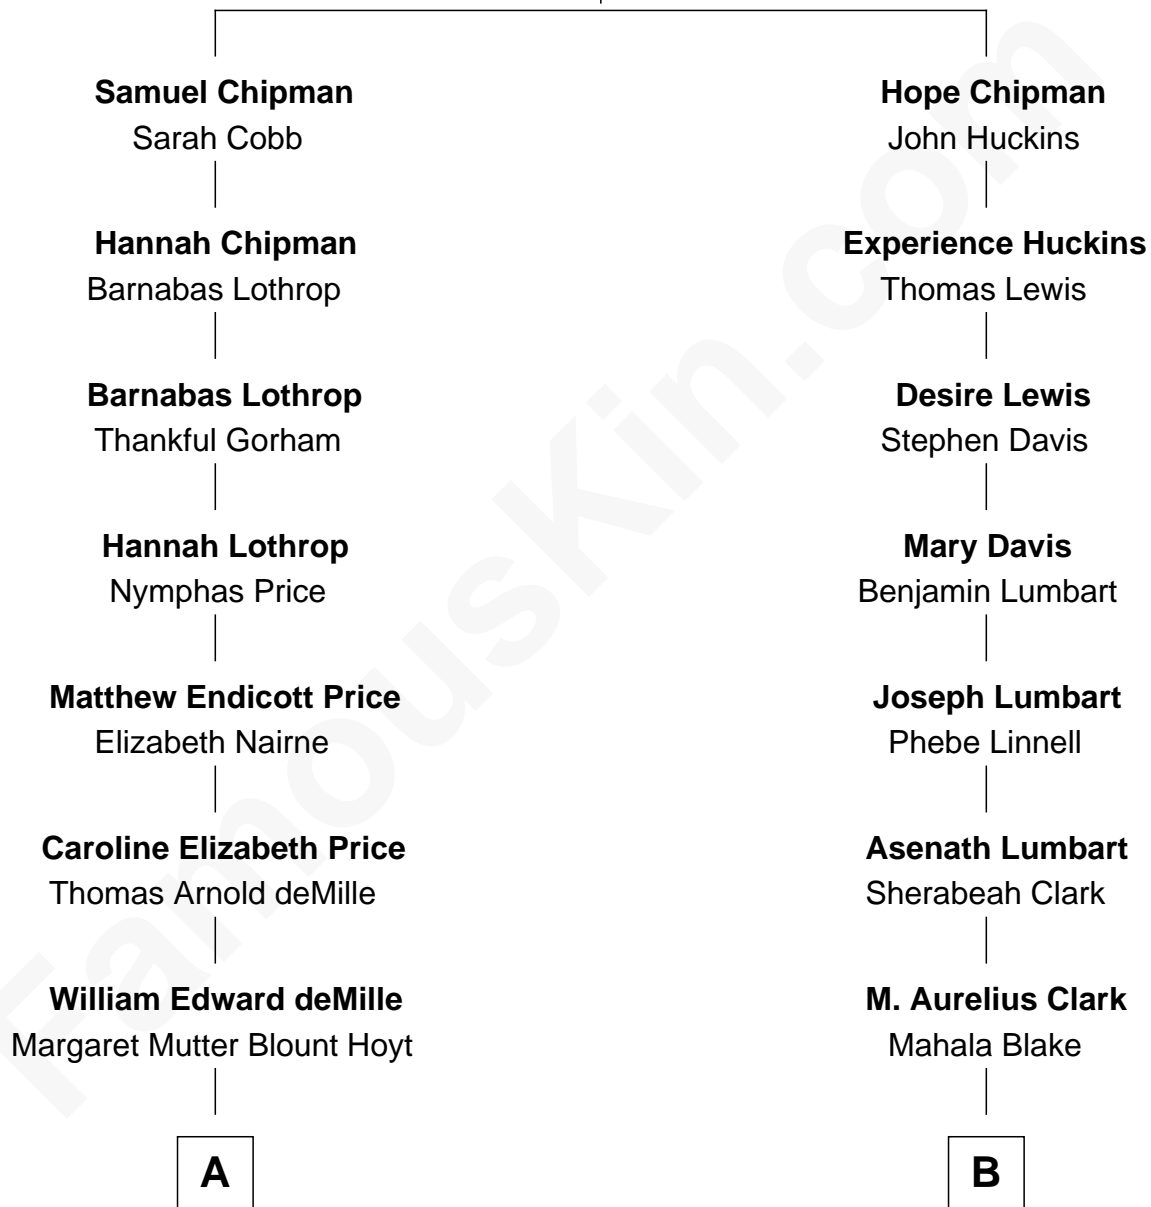 Samuel Chipman
Sarah Cobb
Hannah Chipman
Barnabas Lothrop
Barnabas Lothrop
Thankful Gorham
Hannah Lothrop
Nymphas Price
Matthew Endicott Price
Elizabeth Nairne
Caroline Elizabeth Price
Thomas Arnold deMille
William Edward deMille
Margaret Mutter Blount Hoyt
A
Hope Chipman
John Huckins
Experience Huckins
Thomas Lewis
Desire Lewis
Stephen Davis
Mary Davis
Benjamin Lumbart
Joseph Lumbart
Phebe Linnell
Asenath Lumbart
Sherabeah Clark
M. Aurelius Clark
Mahala Blake
B
FamousKin.com